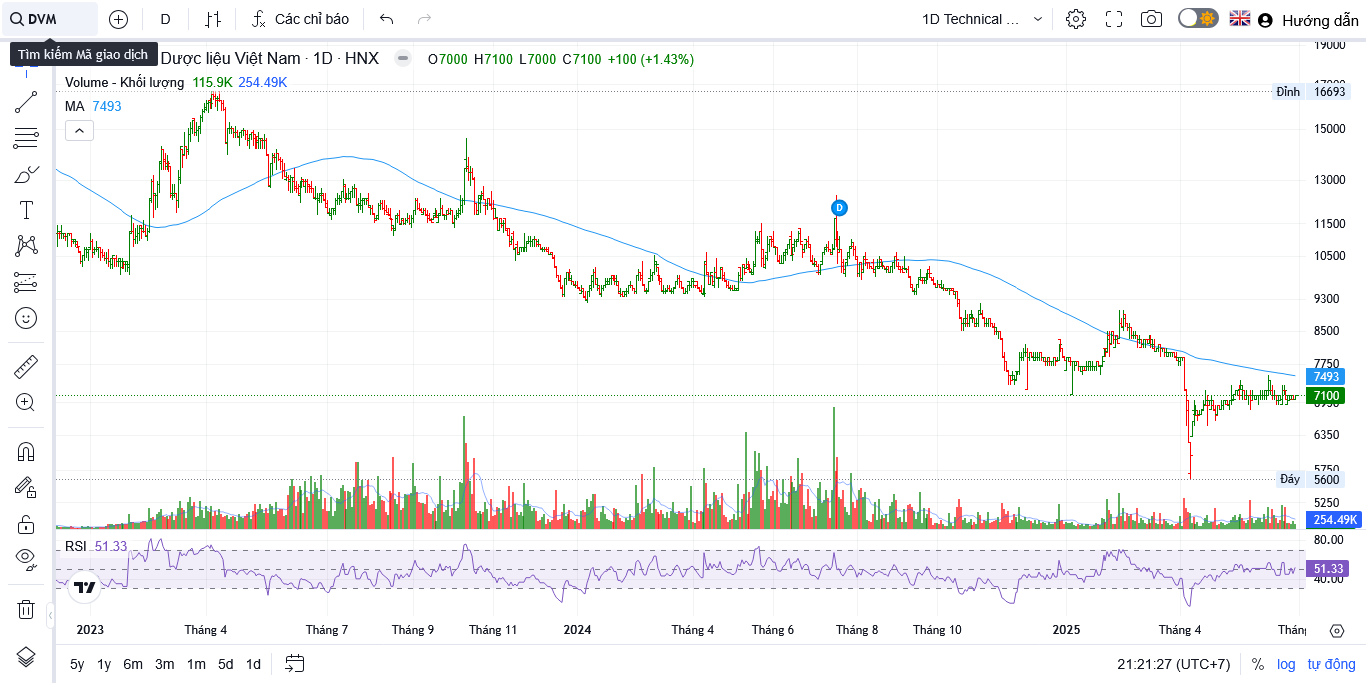 DVM
D
Các chỉ báo
1D Technical ...
Hướng dẫn
Tìm kiếm Mã giao dịch
Dược liệu Việt Nam · 1D · HNX
O7000 H7100 L7000 C7100 +100 (+1.43%)
Volume - Khối lượng 115.9K 254.49K
MA 7493
19000
17000
Đỉnh 16693
15000
13000
11500
10500
9300
8500
7750
7493
7100
6950
6350
5750
Đáy 5600
5250
254.49K
D
RSI 51.33
80.00
51.33
40.00
2023
Tháng 4
Tháng 7
Tháng 9
Tháng 11
2024
Tháng 4
Tháng 6
Tháng 8
Tháng 10
2025
Tháng 4
Tháng
5y 1y 6m 3m 1m 5d 1d
21:21:27 (UTC+7)
% log tự động